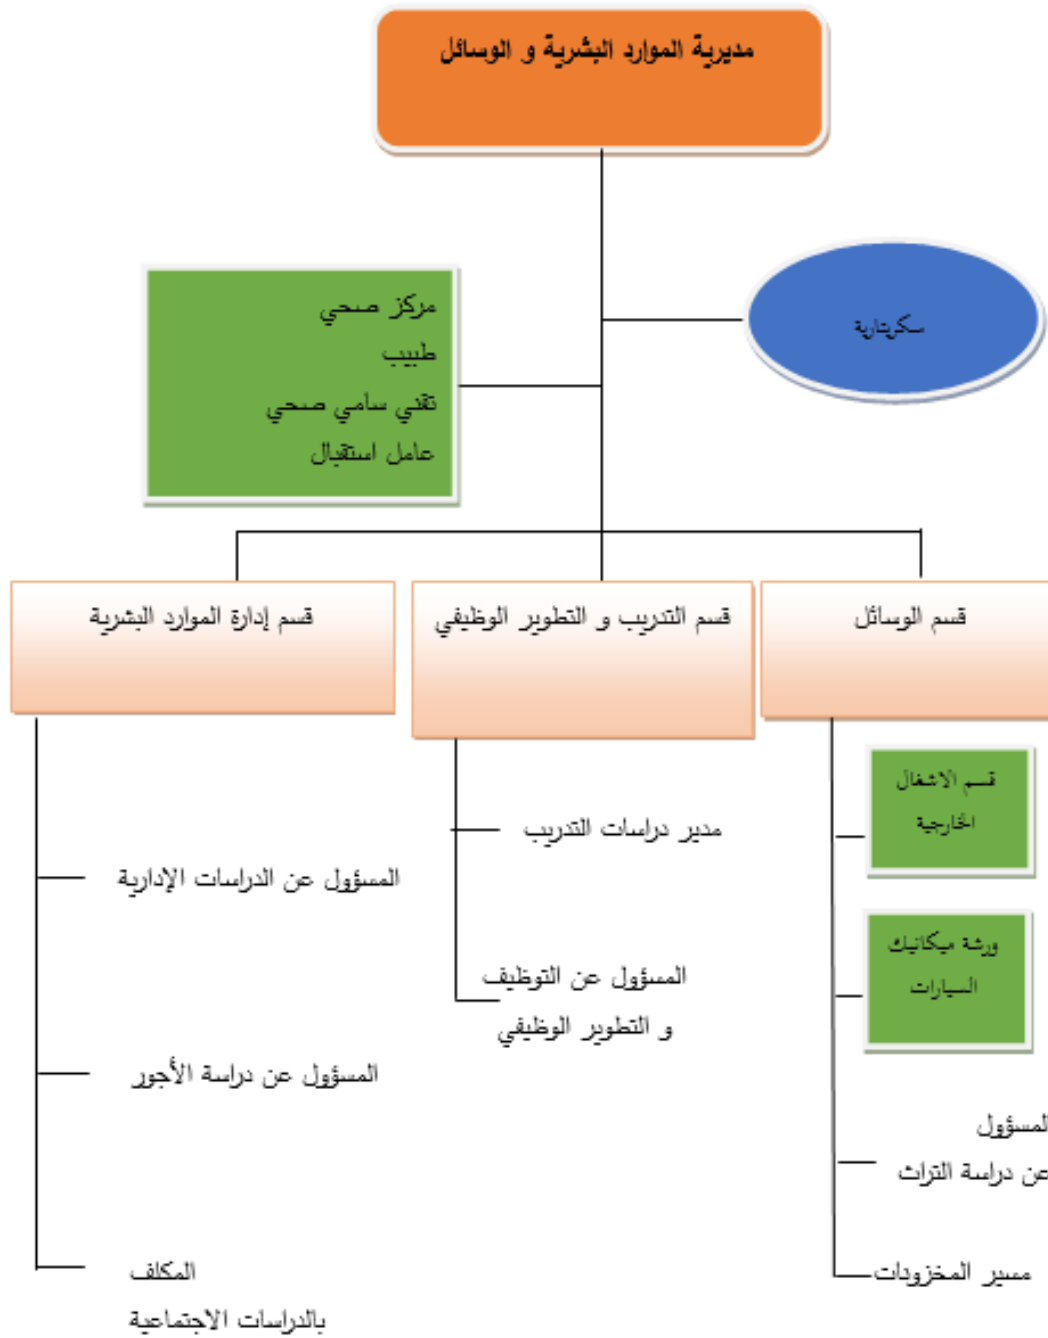 مديرية الموارد البشرية و الوسائل
سكريتارية
مركز صحي
طبيب
تقني سامي صحي
عامل استقبال
قسم الوسائل
قسم التدريب و التطوير الوظيفي
قسم إدارة الموارد البشرية
قسم الاشغال
الخارجية
ورشة ميكانيك
السيارات
المسؤول
عن دراسة التراث
مسير المخزودات
مدير دراسات التدريب
المسؤول عن التوظيف
و التطوير الوظيفي
المسؤول عن الدراسات الإدارية
المسؤول عن دراسة الأجور
المكلف
بالدراسات الاجتماعية